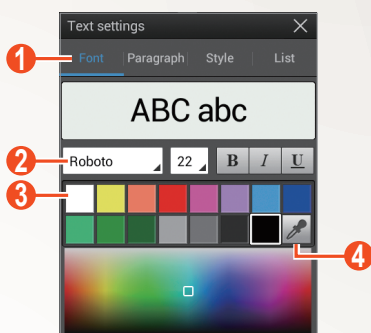 Text settings
1 Font Paragraph Style List
ABC abc
2 Roboto 22 B I U
3
4